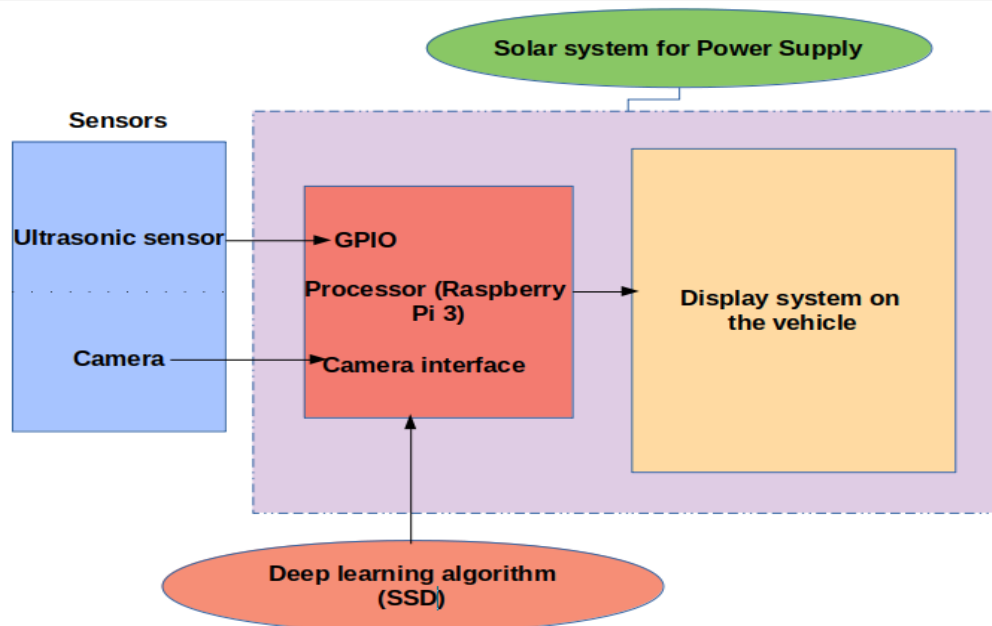 Solar system for Power Supply
Sensors
Ultrasonic sensor
GPIO
Processor (Raspberry
Pi 3)
Camera
Camera interface
Display system on
the vehicle
Deep learning algorithm
(SSD)